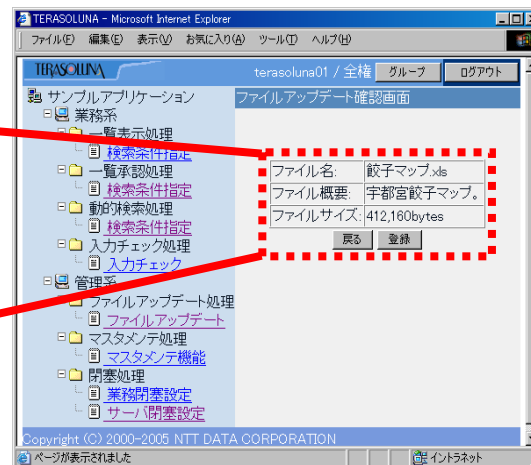 TERASOLUNA - Microsoft Internet Explorer
ファイル(F) 編集(E) 表示(V) お気に入り(A) ツール(T) ヘルプ(H)
TERASOLUNA
terasoluna01 / 全権 グループ ログアウト
サンプルアプリケーション
ファイルアップデート確認画面
業務系
一覧表示処理
検索条件指定
一覧承認処理
検索条件指定
動的検索処理
検索条件指定
入力チェック処理
入力チェック
管理系
ファイルアップデート処理
ファイルアップデート
マスタメンテ処理
マスタメンテ機能
閉塞処理
業務閉塞設定
サーバ閉塞設定
ファイル名: 餃子マップ.xls
ファイル概要: 宇都宮餃子マップ。
ファイルサイズ: 412,160bytes
戻る 登録
Copyright (C) 2000-2005 NTT DATA CORPORATION
ページが表示されました
イントラネット